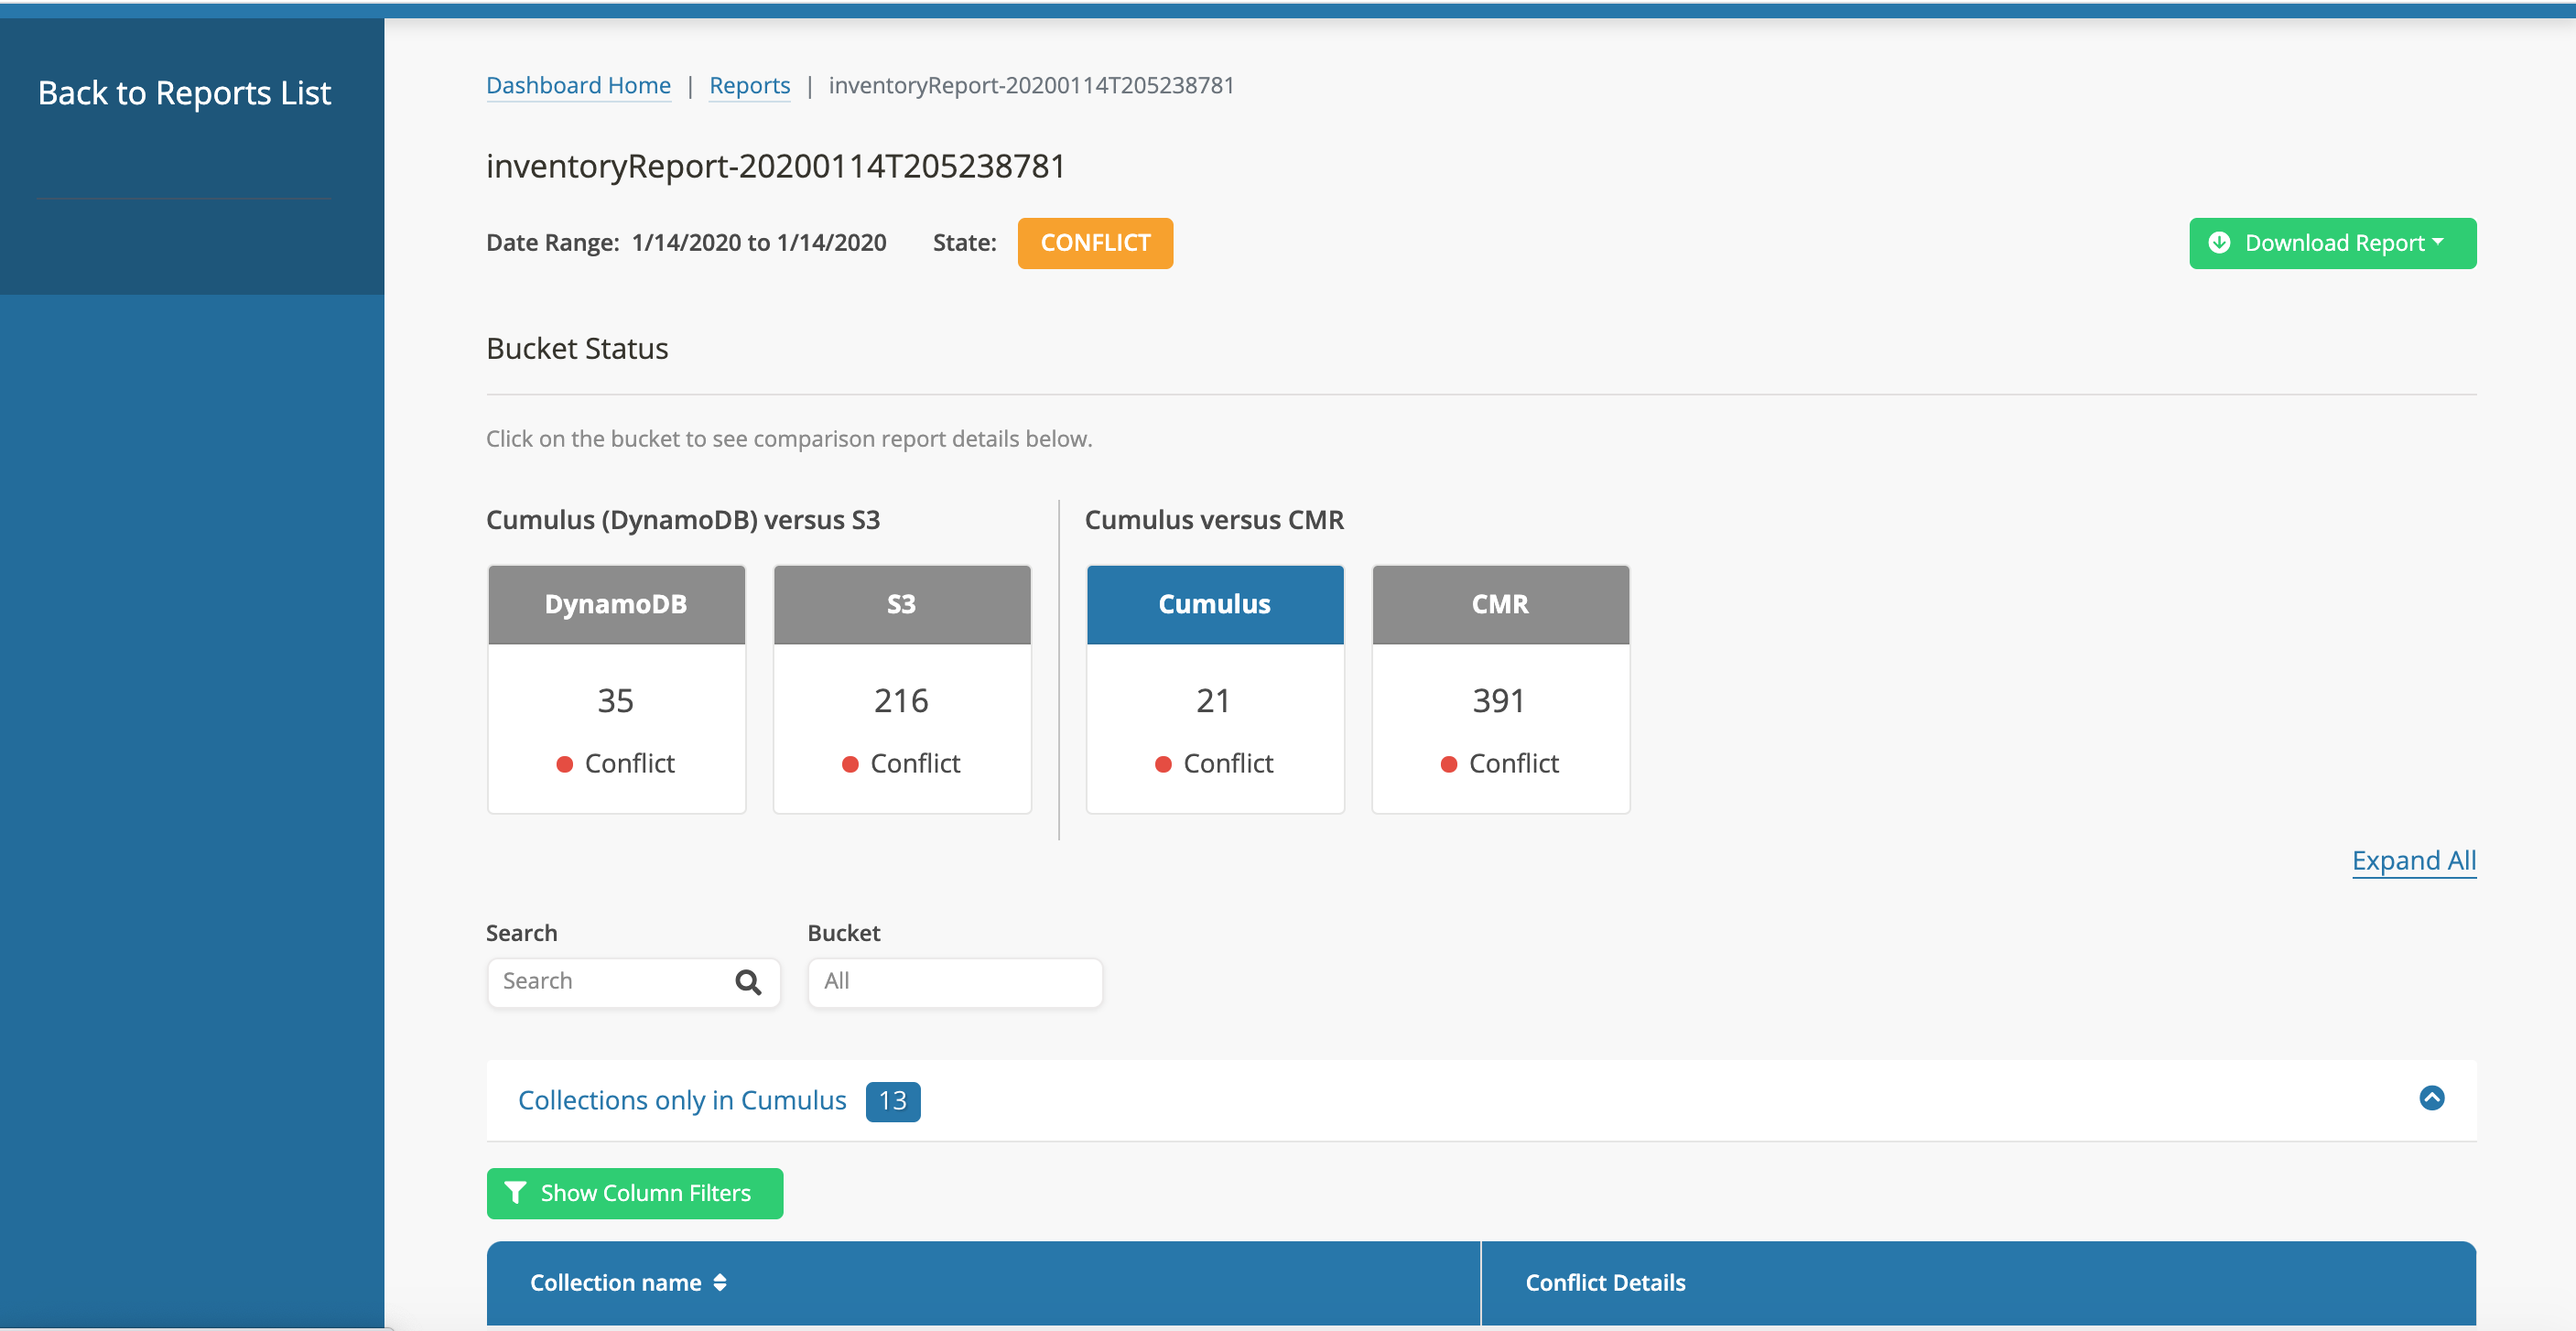 Back to Reports List
Dashboard Home | Reports | inventoryReport-20200114T205238781
inventoryReport-20200114T205238781
Date Range: 1/14/2020 to 1/14/2020 State: CONFLICT Download Report
Bucket Status
Click on the bucket to see comparison report details below.
Cumulus (DynamoDB) versus S3
DynamoDB S3
35 216
Conflict Conflict
Cumulus versus CMR
Cumulus CMR
21 391
Conflict Conflict
Expand All
Search Bucket
Search All
Collections only in Cumulus 13
Show Column Filters
Collection name Conflict Details